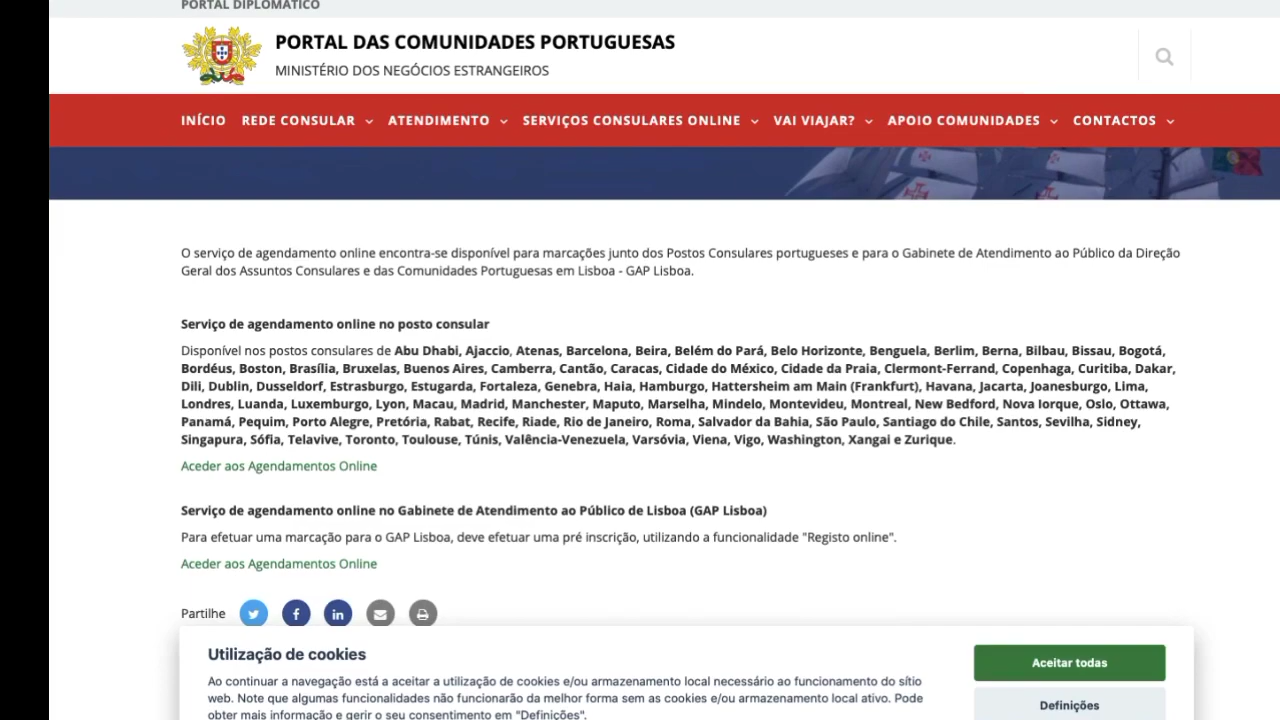 PORTAL DIPLOMÁTICO
PORTAL DAS COMUNIDADES PORTUGUESAS
MINISTÉRIO DOS NEGÓCIOS ESTRANGEIROS
INÍCIO REDE CONSULAR ATENDIMENTO SERVIÇOS CONSULARES ONLINE VAI VIAJAR? APOIO COMUNIDADES CONTACTOS
O serviço de agendamento online encontra-se disponível para marcações junto dos Postos Consulares portugueses e para o Gabinete de Atendimento ao Público da Direção
Geral dos Assuntos Consulares e das Comunidades Portuguesas em Lisboa - GAP Lisboa.
Serviço de agendamento online no posto consular
Disponível nos postos consulares de Abu Dhabi, Ajaccio, Atenas, Barcelona, Beira, Belém do Pará, Belo Horizonte, Benguela, Berlim, Berna, Bilbau, Bissau, Bogotá,
Bordéus, Boston, Brasília, Bruxelas, Buenos Aires, Camberra, Cantão, Caracas, Cidade do México, Cidade da Praia, Clermont-Ferrand, Copenhaga, Curitiba, Dakar,
Dili, Dublin, Dusseldorf, Estrasburgo, Estugarda, Fortaleza, Genebra, Haia, Hamburgo, Hattersheim am Main (Frankfurt), Havana, Jacarta, Joanesburgo, Lima,
Londres, Luanda, Luxemburgo, Lyon, Macau, Madrid, Manchester, Maputo, Marselha, Mindelo, Montevideu, Montreal, New Bedford, Nova Iorque, Oslo, Ottawa,
Panamá, Pequim, Porto Alegre, Pretória, Rabat, Recife, Riade, Rio de Janeiro, Roma, Salvador da Bahia, São Paulo, Santiago do Chile, Santos, Sevilha, Sidney,
Singapura, Sófia, Telavive, Toronto, Toulouse, Túnis, Valência-Venezuela, Varsóvia, Viena, Vigo, Washington, Xangai e Zurique.
Aceder aos Agendamentos Online
Serviço de agendamento online no Gabinete de Atendimento ao Público de Lisboa (GAP Lisboa)
Para efetuar uma marcação para o GAP Lisboa, deve efetuar uma pré inscrição, utilizando a funcionalidade "Registo online".
Aceder aos Agendamentos Online
Partilhe
Utilização de cookies
Ao continuar a navegação está a aceitar a utilização de cookies e/ou armazenamento local necessário ao funcionamento do sítio
web. Note que algumas funcionalidades não funcionarão da melhor forma sem as cookies e/ou armazenamento local ativo. Pode
obter mais informação e gerir o seu consentimento em "Definições".
Aceitar todas
Definições